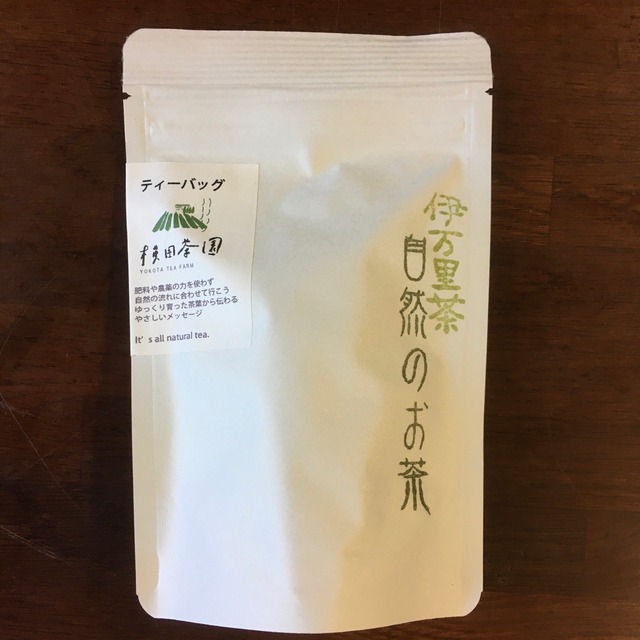 ティーバッグ
横田茶園
YOKOTA TEA FARM
肥料や農薬の力を使わず
自然の流れに合わせて行こう
ゆっくり育った茶葉から伝わる
やさしいメッセージ
It's all natural tea.
伊万里茶
自然のお茶